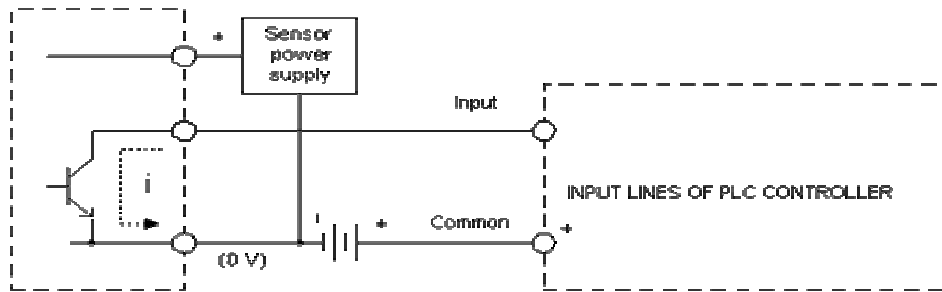 Sensor
power
supply
+
Input
i
INPUT LINES OF PLC CONTROLLER
+
Common
+
(0 V)